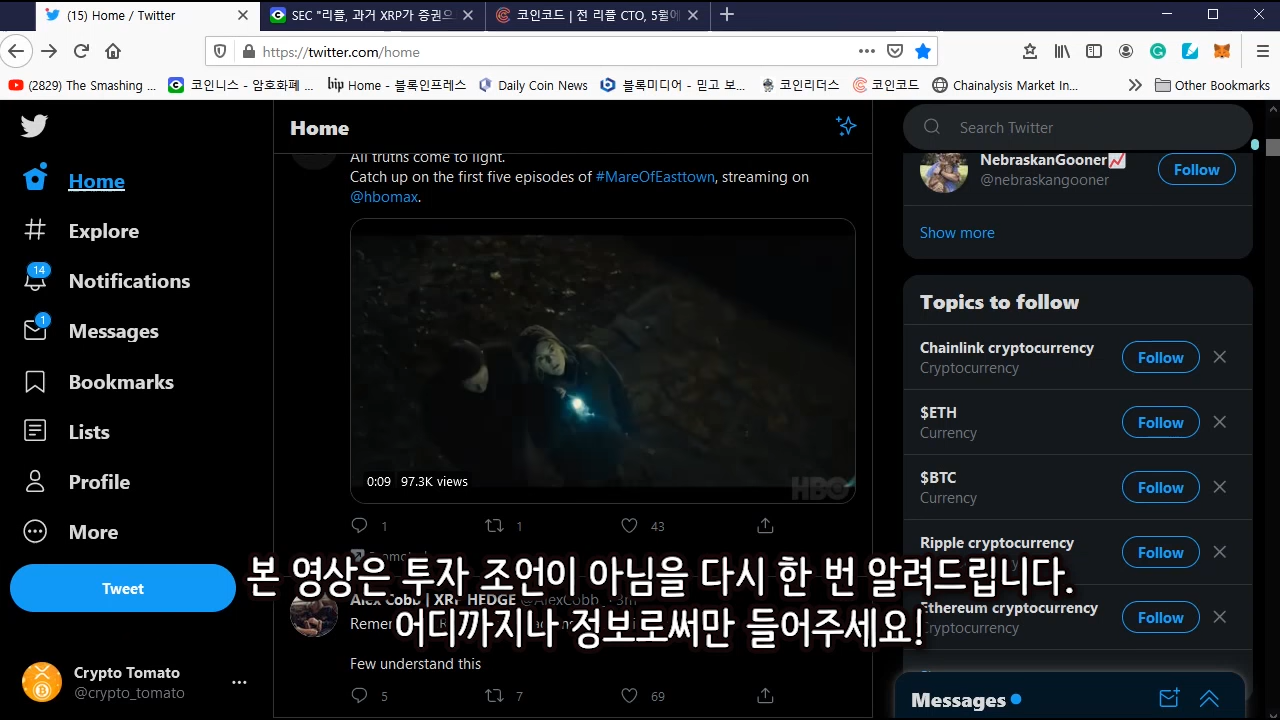 (15) Home / Twitter
SEC "리플, 과거 XRP가 증권으
코인코드 | 전 리플 CTO, 5월에
https://twitter.com/home
(2829) The Smashing ...
코인니스 - 암호화폐 ...
bip Home - 블록인프레스
Daily Coin News
블록미디어 - 믿고 보...
코인리더스
코인코드
Chainalysis Market In...
Other Bookmarks
Home
Explore
14
Notifications
1
Messages
Bookmarks
Lists
Profile
More
Tweet
Crypto Tomato
@crypto_tomato
Home
All truths come to light.
Catch up on the first five episodes of #MareOfEasttown, streaming on
@hbomax.
0:09 97.3K views
HBO
1 1 43
Promoted
Alex Cobb | XRP HEDGE @AlexCobb_ · 3m
Few understand this
5 7 69
Search Twitter
NebraskanGooner
@nebraskangooner
Follow
Show more
Topics to follow
Chainlink cryptocurrency
Cryptocurrency
Follow
$ETH
Currency
Follow
$BTC
Currency
Follow
Ripple cryptocurrency
Follow
Ethereum cryptocurrency
Cryptocurrency
Follow
Messages
본 영상은 투자 조언이 아님을 다시 한 번 알려드립니다.
어디까지나 정보로써만 들어주세요!